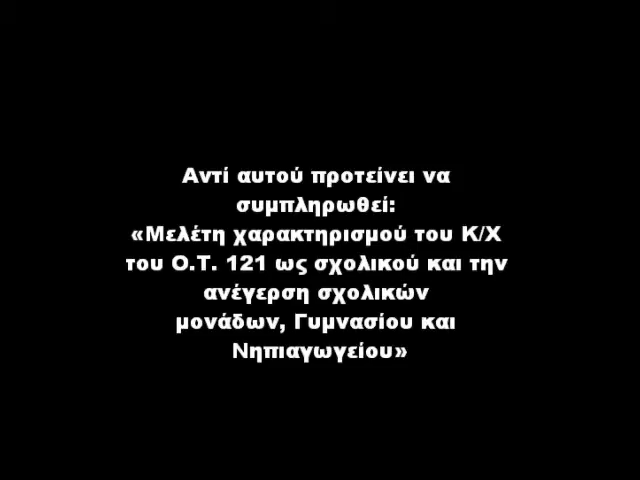 Αντί αυτού προτείνει να
συμπληρωθεί:
«Μελέτη χαρακτηρισμού του Κ/Χ
του Ο.Τ. 121 ως σχολικού και την
ανέγερση σχολικών
μονάδων, Γυμνασίου και
Νηπιαγωγείου»